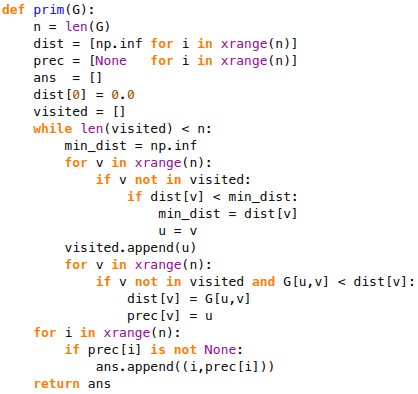 def prim(G):
    n = len(G)
    dist = [np.inf for i in xrange(n)]
    prec = [None   for i in xrange(n)]
    ans  = []
    dist[0] = 0.0
    visited = []
    while len(visited) < n:
        min_dist = np.inf
        for v in xrange(n):
            if v not in visited:
                if dist[v] < min_dist:
                    min_dist = dist[v]
                    u = v
        visited.append(u)
        for v in xrange(n):
            if v not in visited and G[u,v] < dist[v]:
                dist[v] = G[u,v]
                prec[v] = u
    for i in xrange(n):
        if prec[i] is not None:
            ans.append((i,prec[i]))
    return ans